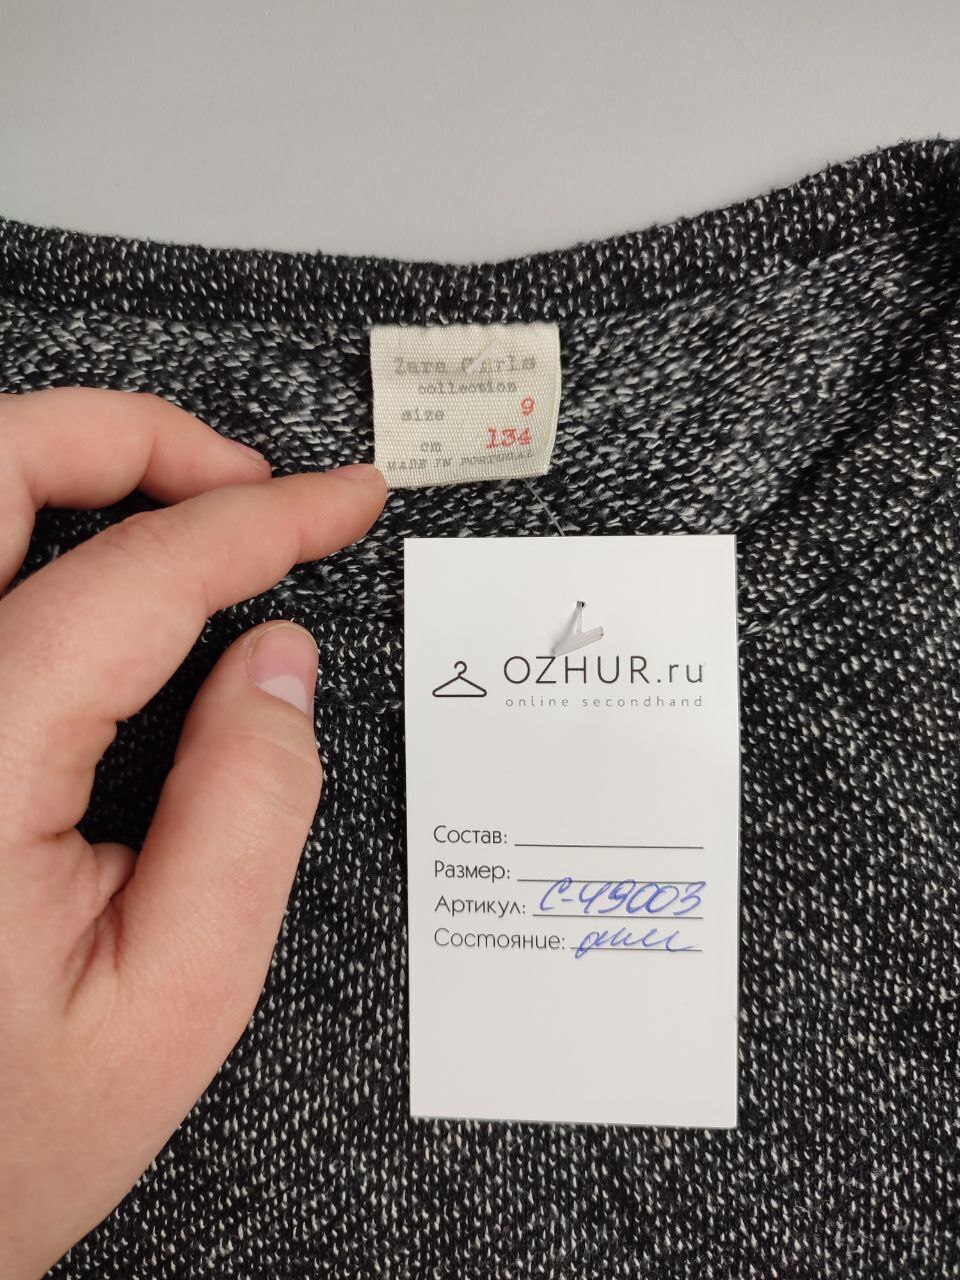 Zara Girls
collection
size 9
cm 134
MADE IN PORTUGAL
OZHUR.ru
online secondhand
Состав:
Размер:
Артикул: С-49003
Состояние: